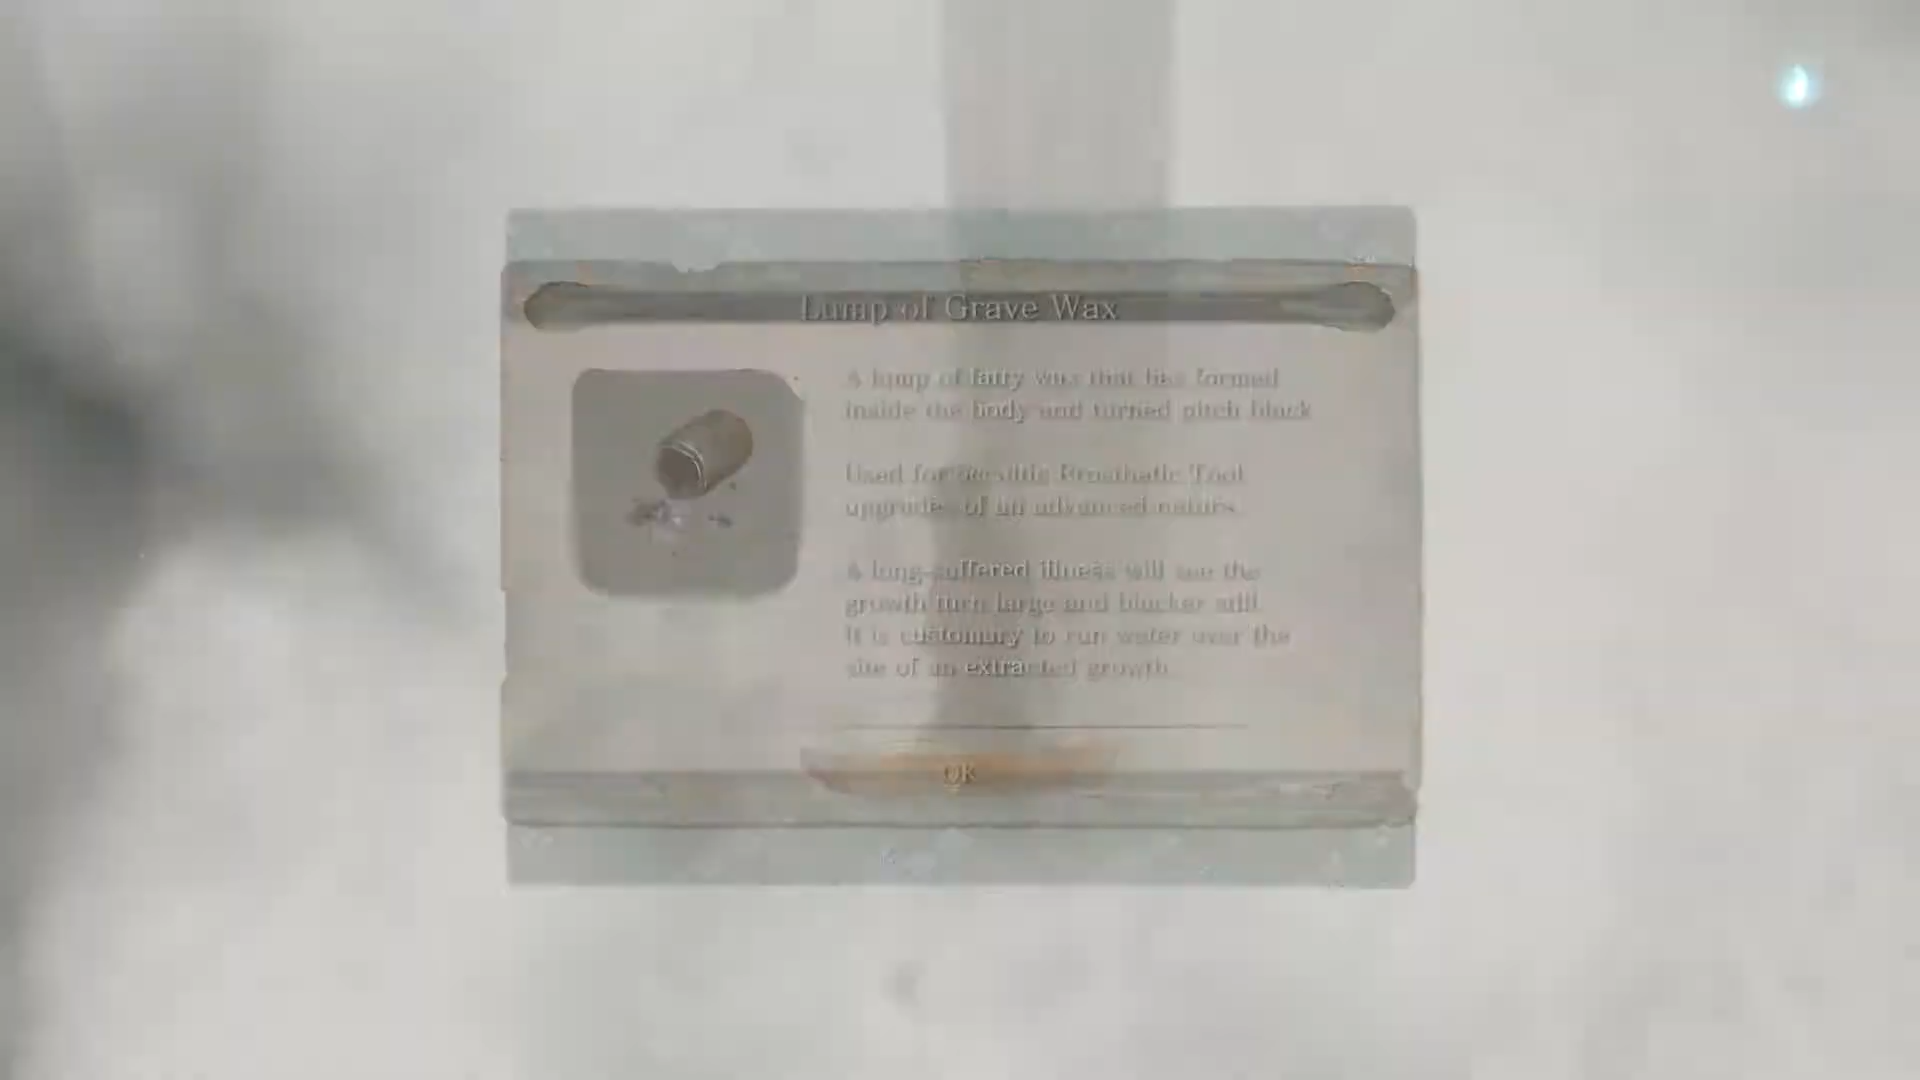 Lump of Grave Wax
A lump of fatty wax that has formed
inside the body and turned pitch black
Used for Prosthetic Tool
upgrades of an advanced nature.
A long-suffered illness will see the
growth turn large and blacker still.
It is customary to run water over the
site of an extracted growth.
OK